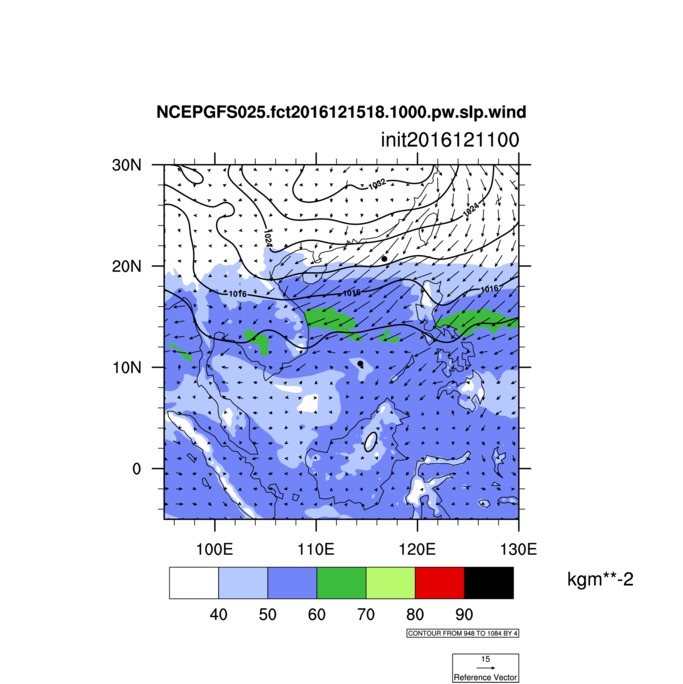 NCEPGFS025.fct2016121518.1000.pw.slp.wind
init2016121100
30N
1032
1024
1024
20N
1016
1016
1016
10N
0
100E
110E
120E
130E
kgm**-2
40
50
60
70
80
90
CONTOUR FROM 948 TO 1084 BY 4
15
Reference Vector